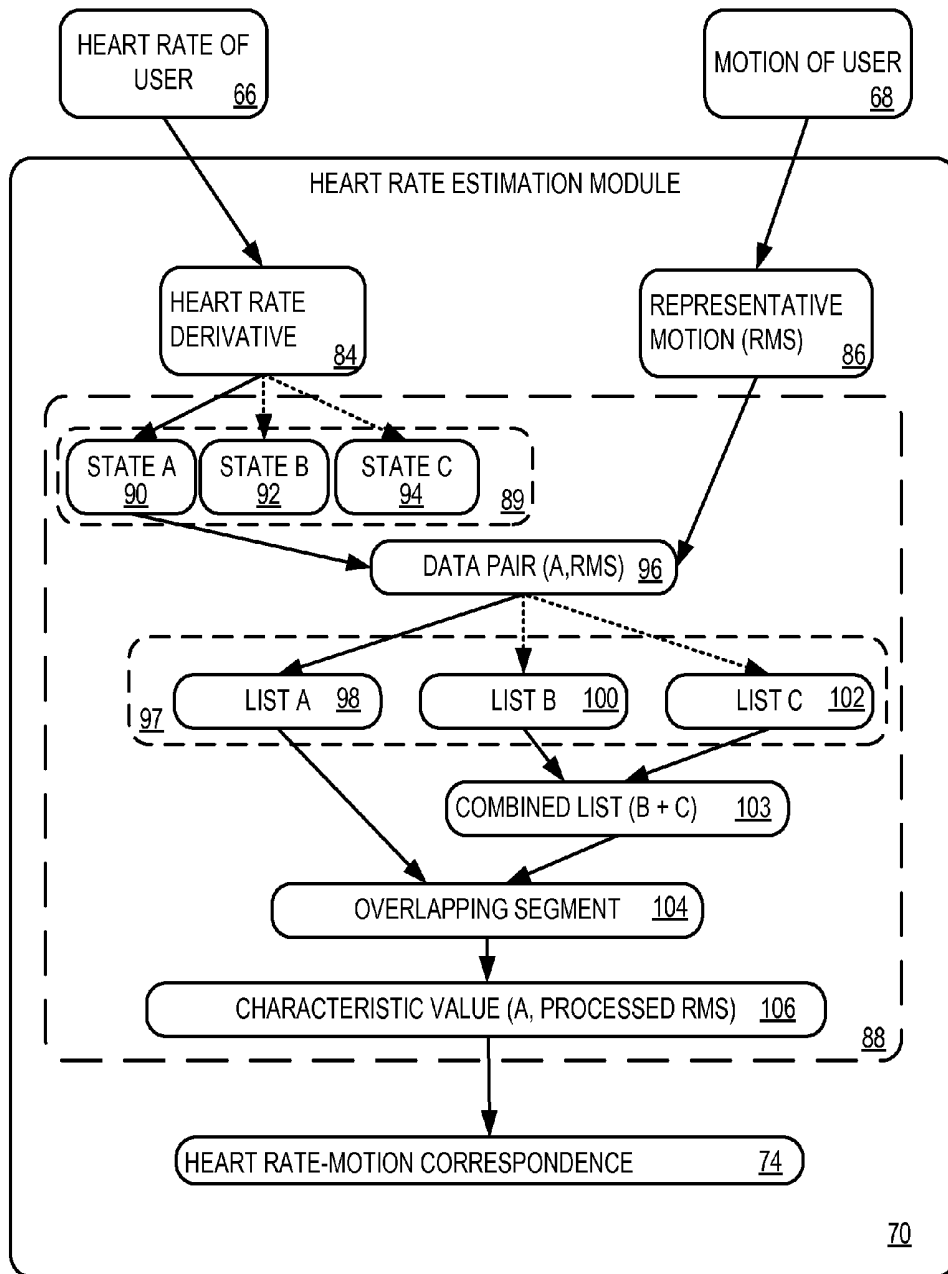 HEART RATE OF
USER
66
MOTION OF USER
68
HEART RATE ESTIMATION MODULE
HEART RATE
DERIVATIVE
84
REPRESENTATIVE
MOTION (RMS)
86
STATE A
90
STATE B
92
STATE C
94
89
DATA PAIR (A,RMS) 96
97
LIST A 98
LIST B 100
LIST C 102
COMBINED LIST (B + C) 103
OVERLAPPING SEGMENT 104
CHARACTERISTIC VALUE (A, PROCESSED RMS) 106
88
HEART RATE-MOTION CORRESPONDENCE 74
70